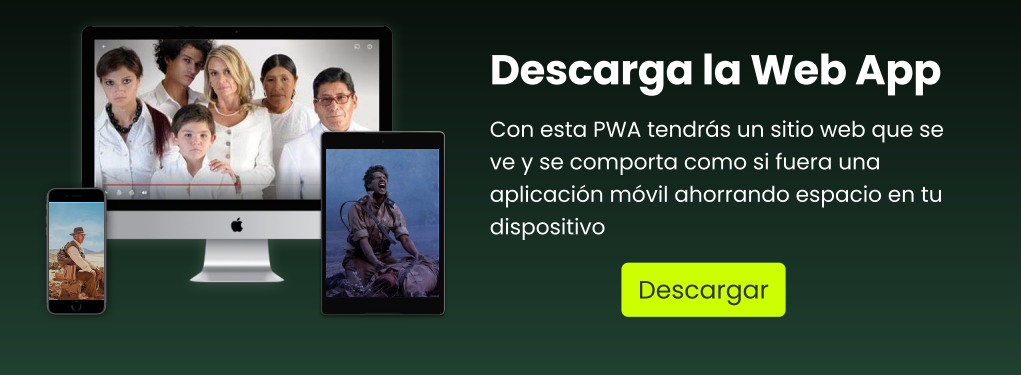 Descarga la Web App
Con esta PWA tendrás un sitio web que se
ve y se comporta como si fuera una
aplicación móvil ahorrando espacio en tu
dispositivo
Descargar